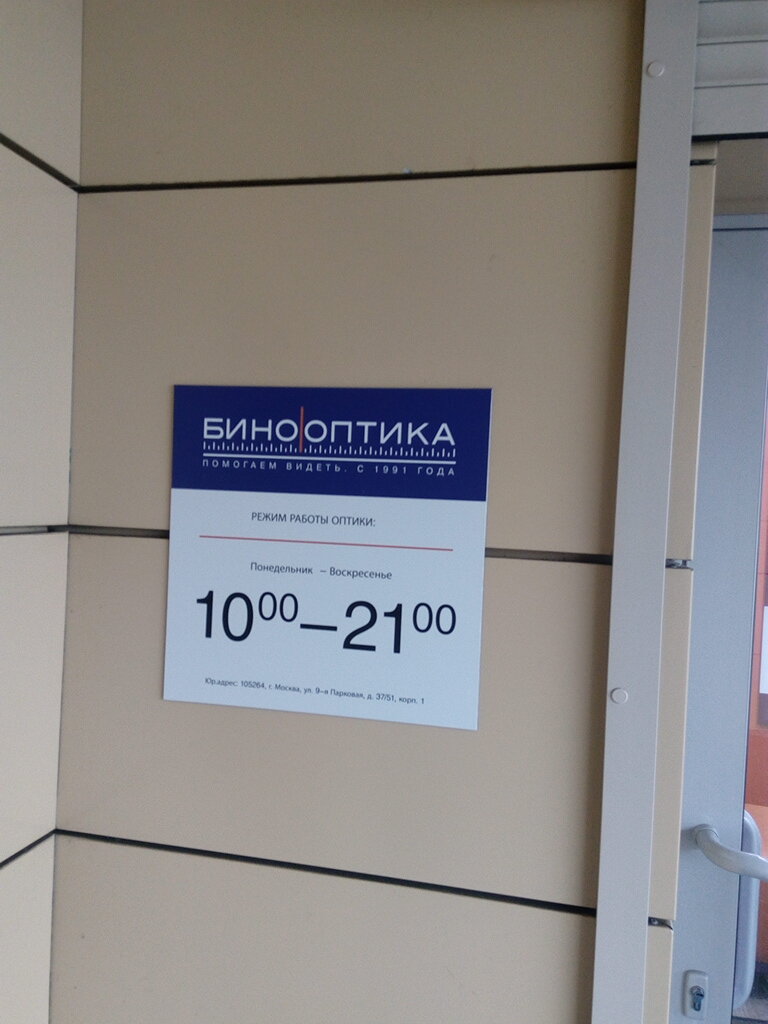 БИНООПТИКА
ПОМОГАЕМ ВИДЕТЬ. С 1991 ГОДА
РЕЖИМ РАБОТЫ ОПТИКИ:
Понедельник – Воскресенье
10⁰⁰–21⁰⁰
Юр.адрес: 105264, г. Москва, ул. 9-я Парковая, д. 37/51, корп. 1